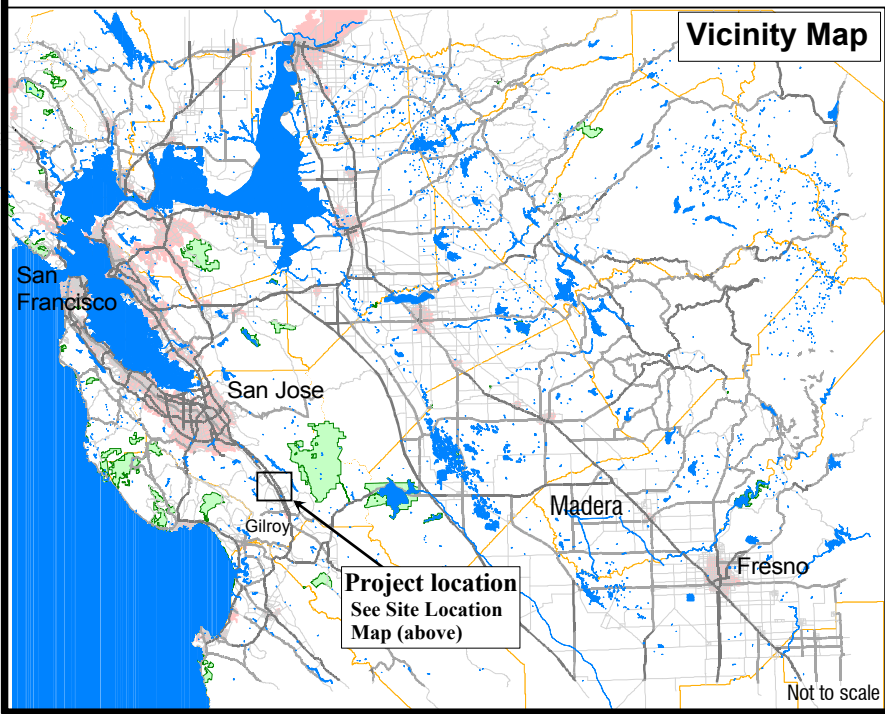 Vicinity Map
San
Francisco
San Jose
Gilroy
Madera
Fresno
Project location
See Site Location
Map (above)
Not to scale